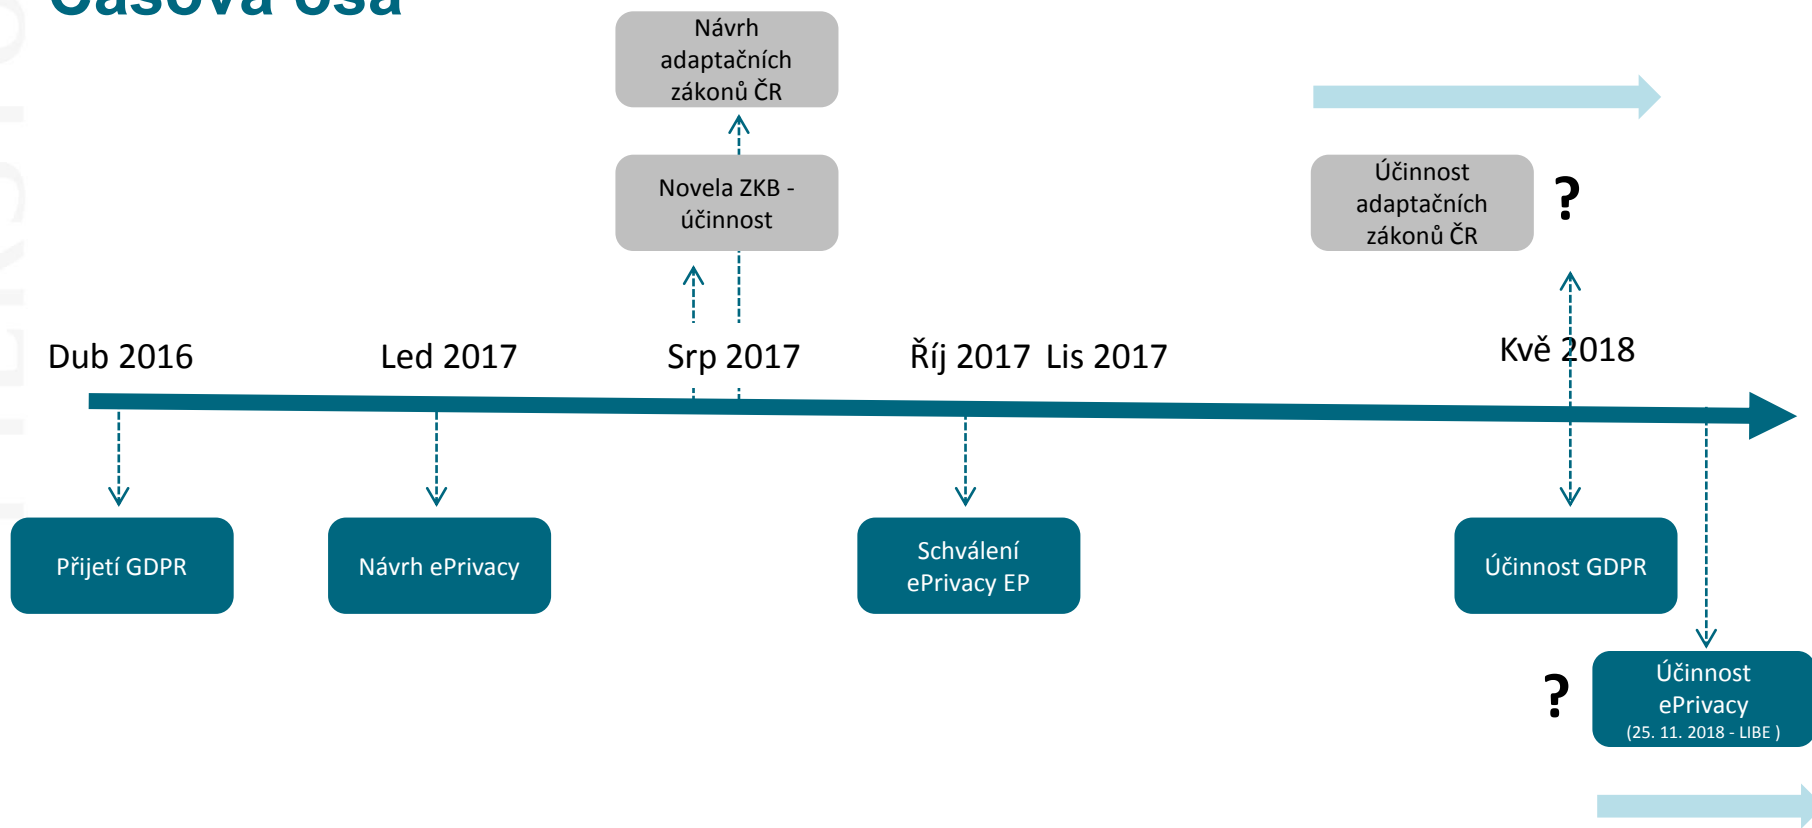 Časová osa
Návrh
adaptačních
zákonů ČR
Novela ZKB -
účinnost
Účinnost
adaptačních
zákonů ČR
?
Dub 2016
Led 2017
Srp 2017
Říj 2017
Lis 2017
Kvě 2018
Přijetí GDPR
Návrh ePrivacy
Schválení
ePrivacy EP
Účinnost GDPR
?
Účinnost
ePrivacy
(25. 11. 2018 - LIBE )